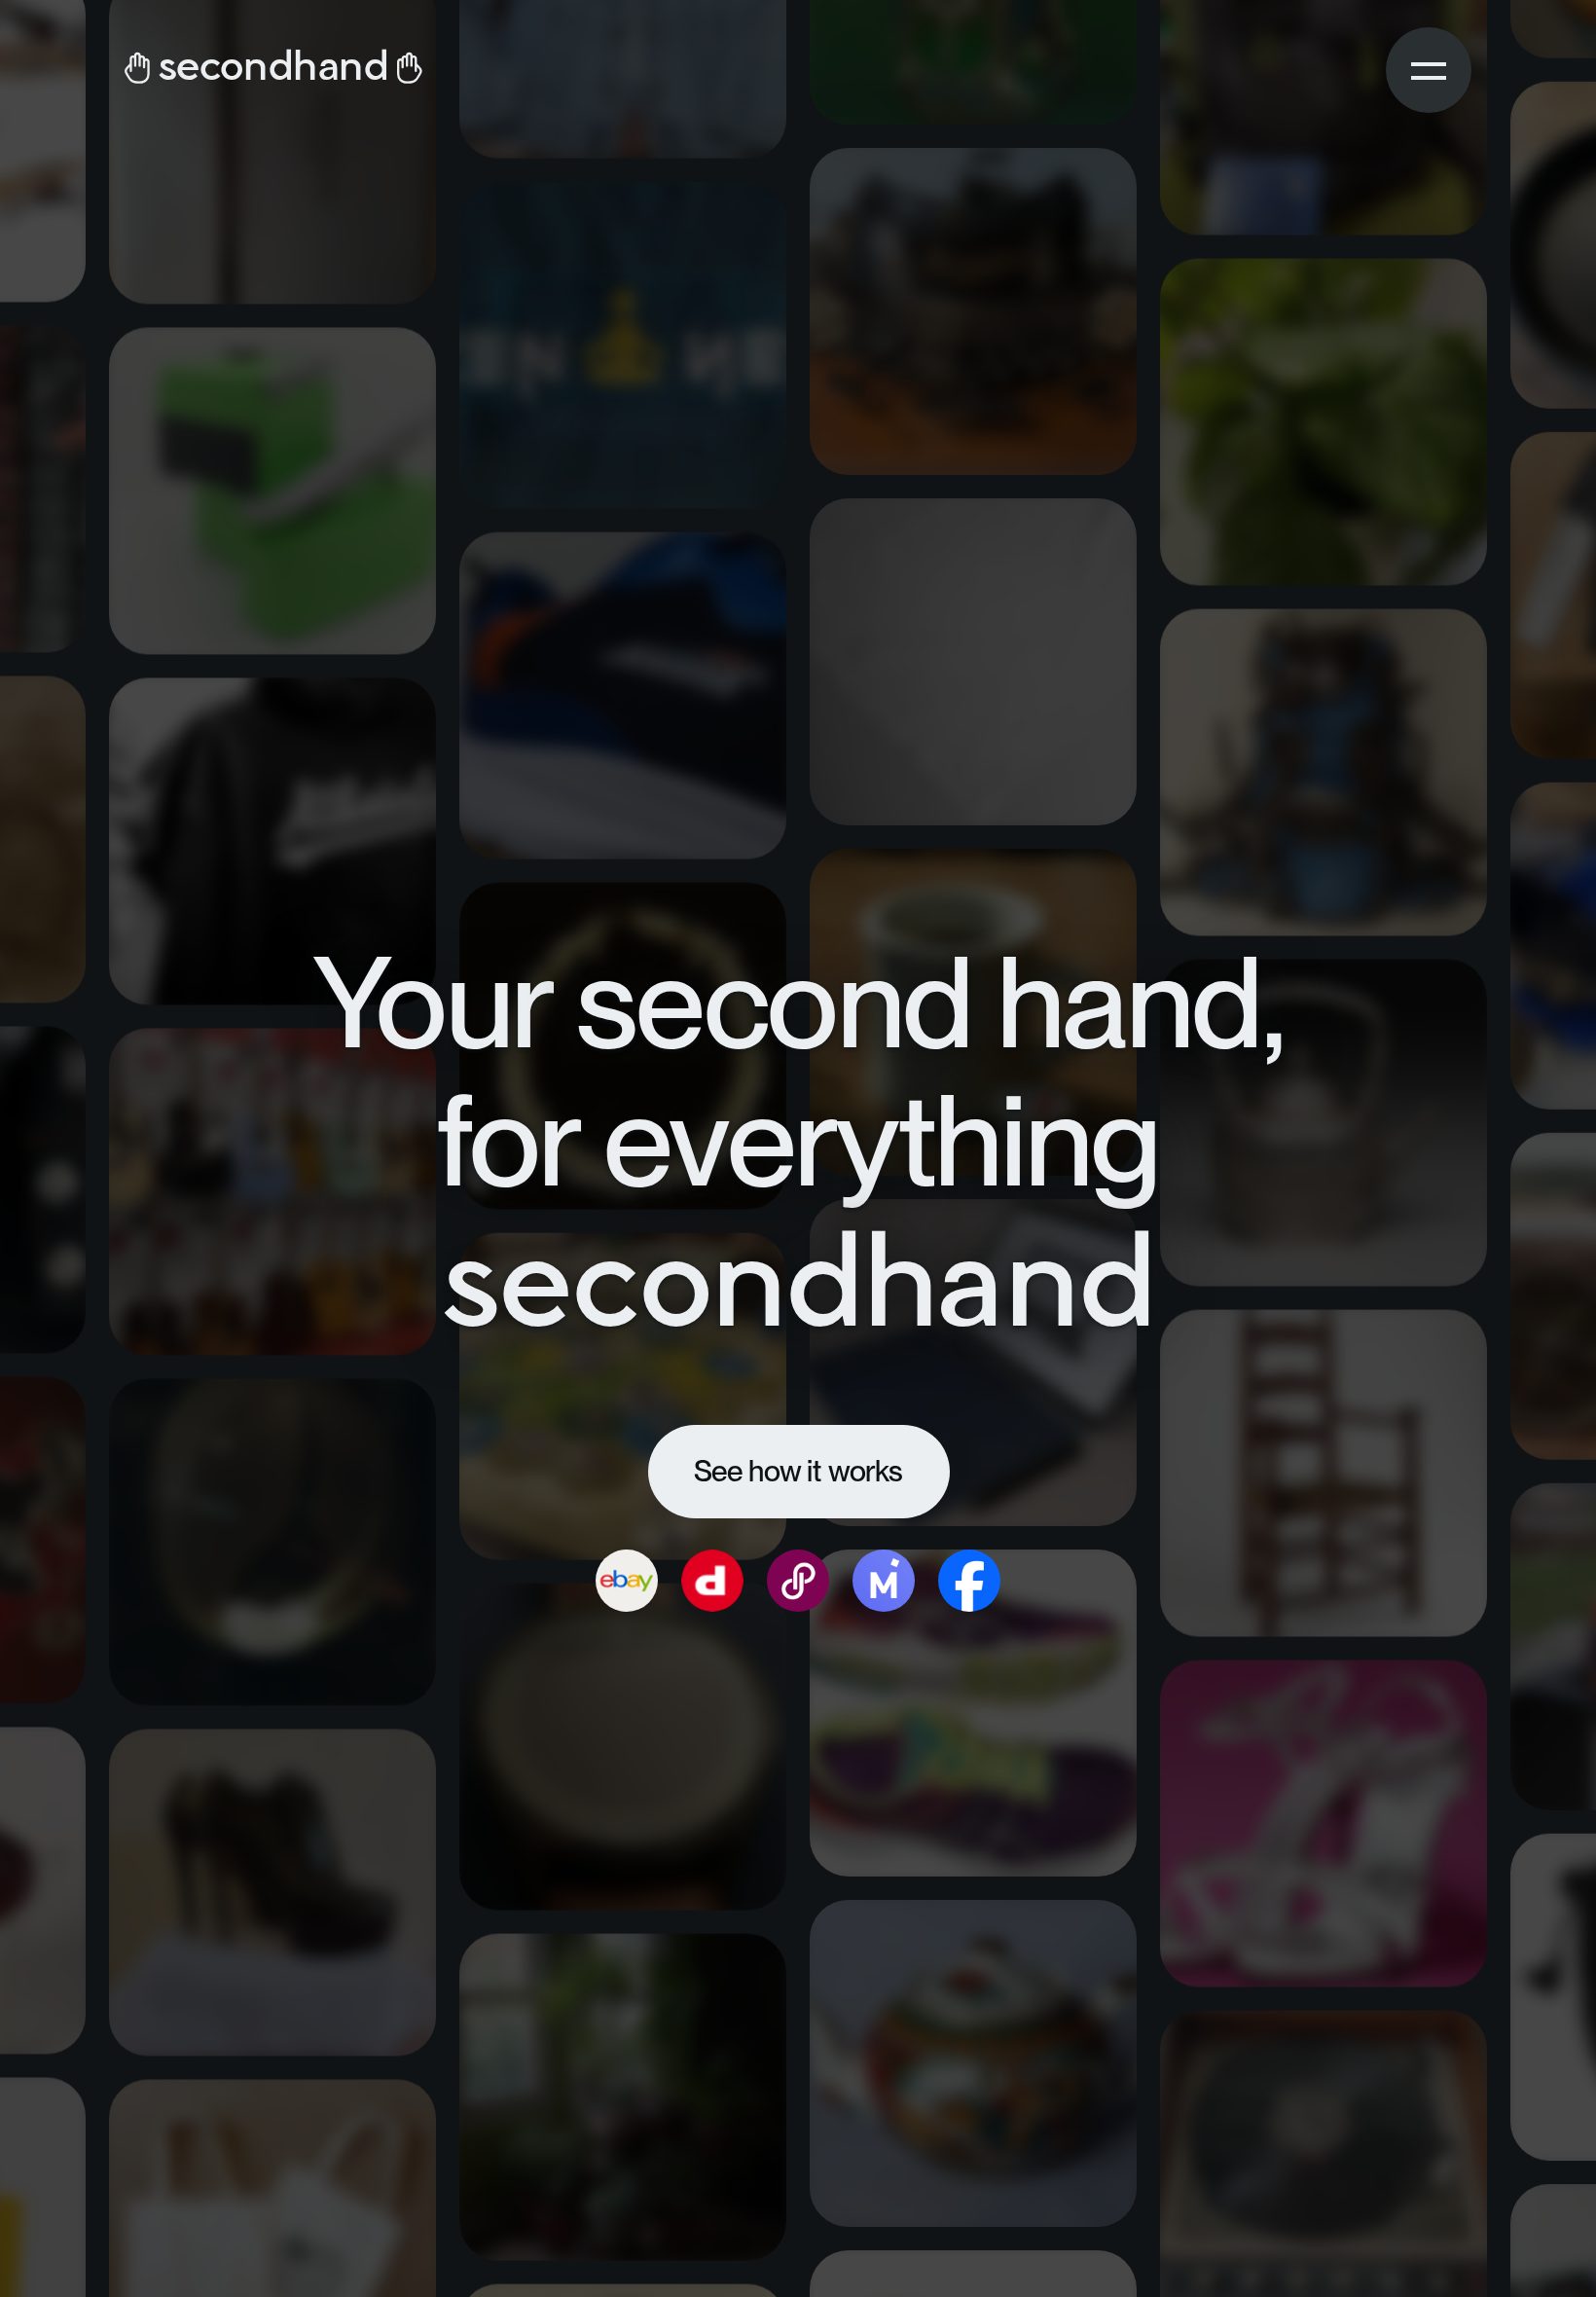 secondhand
Your second hand,
for everything
secondhand
See how it works
ebay